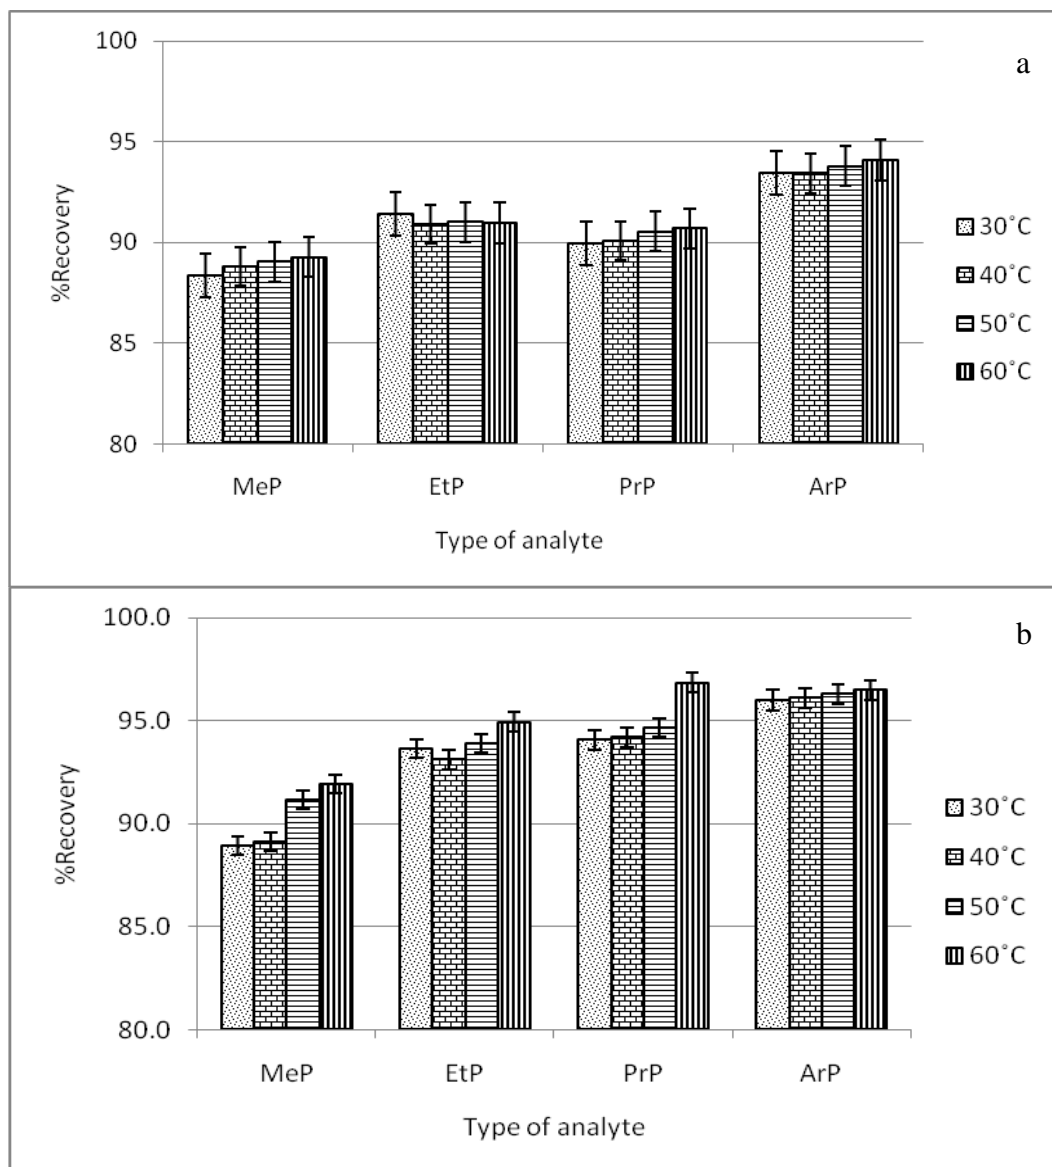 100
a
95
90
85
80
%Recovery
30˚C
40˚C
50˚C
60˚C
MeP EtP PrP ArP
Type of analyte
100.0
b
95.0
90.0
85.0
80.0
%Recovery
30˚C
40˚C
50˚C
60˚C
MeP EtP PrP ArP
Type of analyte